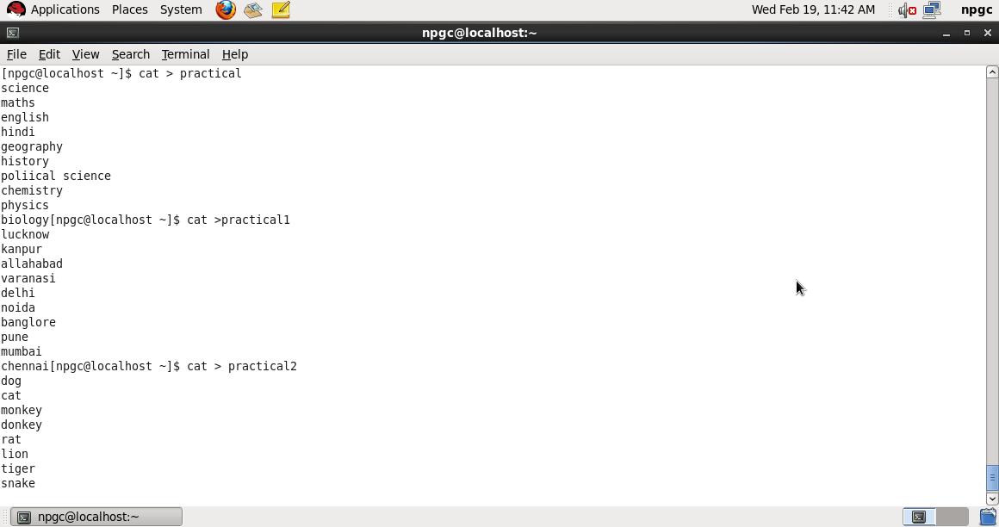 Applications Places System Wed Feb 19, 11:42 AM npgc
npgc@localhost:~
File Edit View Search Terminal Help
[npgc@localhost ~]$ cat > practical
science
maths
english
hindi
geography
history
poliical science
chemistry
physics
biology[npgc@localhost ~]$ cat >practical1
lucknow
kanpur
allahabad
varanasi
delhi
noida
banglore
pune
mumbai
chennai[npgc@localhost ~]$ cat > practical2
dog
cat
monkey
donkey
rat
lion
tiger
snake
npgc@localhost:~